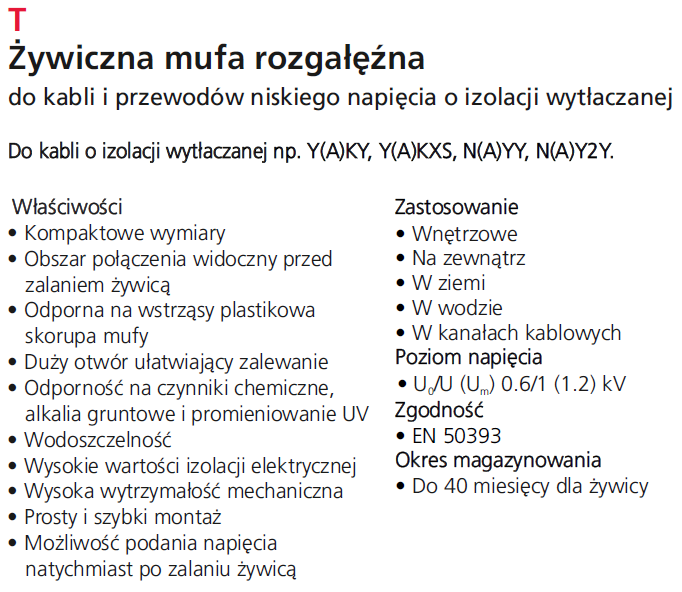 T
Żywiczna mufa rozgałęźna
do kabli i przewodów niskiego napięcia o izolacji wytłaczanej
Do kabli o izolacji wytłaczanej np. Y(A)KY, Y(A)KXS, N(A)YY, N(A)Y2Y.
Właściwości
• Kompaktowe wymiary
• Obszar połączenia widoczny przed
zalaniem żywicą
• Odporna na wstrząsy plastikowa
skorupa mufy
• Duży otwór ułatwiający zalewanie
• Odporność na czynniki chemiczne,
alkalia gruntowe i promieniowanie UV
• Wodoszczelność
• Wysokie wartości izolacji elektrycznej
• Wysoka wytrzymałość mechaniczna
• Prosty i szybki montaż
• Możliwość podania napięcia
natychmiast po zalaniu żywicą
Zastosowanie
• Wnętrzowe
• Na zewnątrz
• W ziemi
• W wodzie
• W kanałach kablowych
Poziom napięcia
• U₀/U (Uₘ) 0.6/1 (1.2) kV
Zgodność
• EN 50393
Okres magazynowania
• Do 40 miesięcy dla żywicy